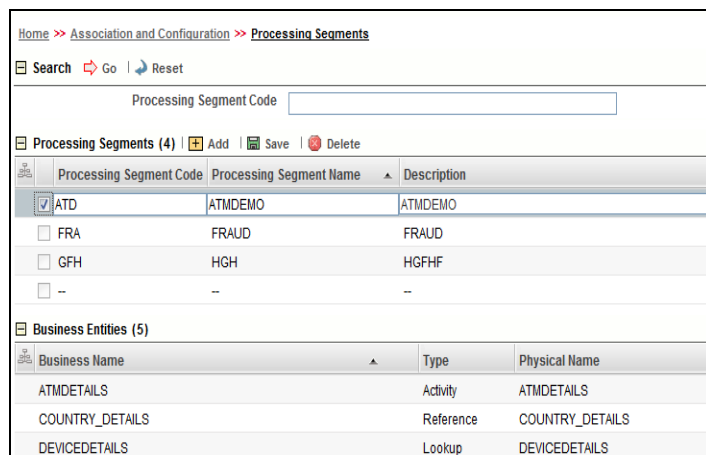 Home >> Association and Configuration >> Processing Segments
Search Go | Reset
Processing Segment Code
Processing Segments (4) | Add | Save | Delete
Processing Segment Code Processing Segment Name Description
ATD ATMDEMO ATMDEMO
FRA FRAUD FRAUD
GFH HGH HGFHF
-- -- --
Business Entities (5)
Business Name Type Physical Name
ATMDETAILS Activity ATMDETAILS
COUNTRY_DETAILS Reference COUNTRY_DETAILS
DEVICEDETAILS Lookup DEVICEDETAILS